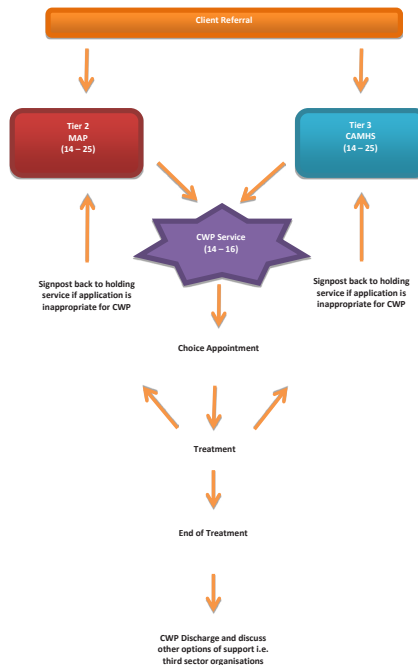 Client Referral
Tier 2
MAP
(14 – 25)
Tier 3
CAMHS
(14 – 25)
CWP Service
(14 – 16)
Signpost back to holding
service if application is
inappropriate for CWP
Signpost back to holding
service if application is
inappropriate for CWP
Choice Appointment
Treatment
End of Treatment
CWP Discharge and discuss
other options of support i.e.
third sector organisations